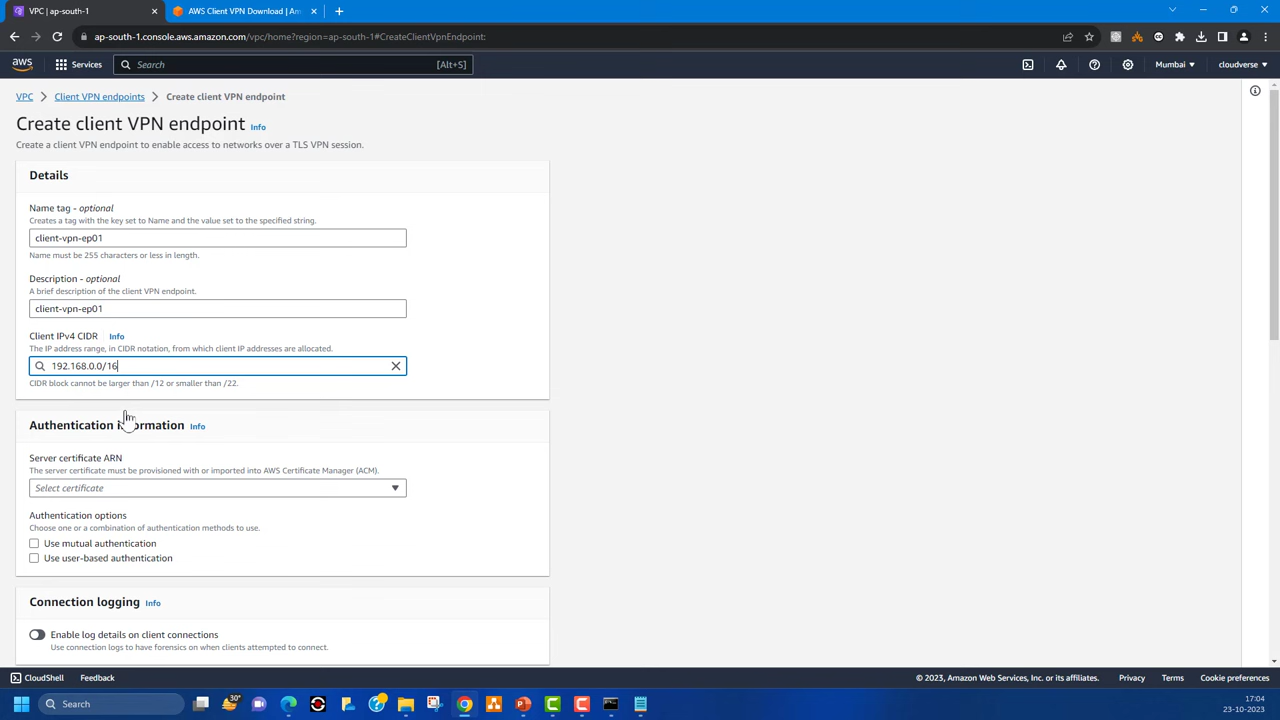 VPC | ap-south-1
AWS Client VPN Download | Am
ap-south-1.console.aws.amazon.com/vpc/home?region=ap-south-1#CreateClientVpnEndpoint:
aws
Services
Search
[Alt+S]
Mumbai
cloudverse
VPC > Client VPN endpoints > Create client VPN endpoint
Create client VPN endpoint Info
Create a client VPN endpoint to enable access to networks over a TLS VPN session.
Details
Name tag - optional
Creates a tag with the key set to Name and the value set to the specified string.
client-vpn-ep01
Name must be 255 characters or less in length.
Description - optional
A brief description of the client VPN endpoint.
client-vpn-ep01
Client IPv4 CIDR Info
The IP address range, in CIDR notation, from which client IP addresses are allocated.
192.168.0.0/16
CIDR block cannot be larger than /12 or smaller than /22.
Authentication information Info
Server certificate ARN
The server certificate must be provisioned with or imported into AWS Certificate Manager (ACM).
Select certificate
Authentication options
Choose one or a combination of authentication methods to use.
Use mutual authentication
Use user-based authentication
Connection logging Info
Enable log details on client connections
Use connection logs to have forensics on when clients attempted to connect.
CloudShell
Feedback
© 2023, Amazon Web Services, Inc. or its affiliates.
Privacy
Terms
Cookie preferences
Search
30°
17:04
23-10-2023